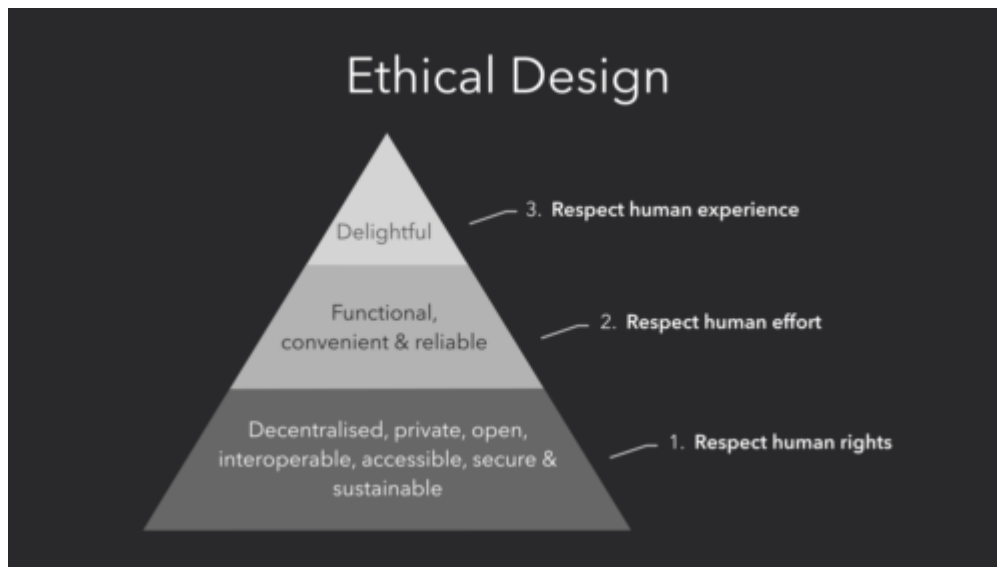 Ethical Design
Delightful
3. Respect human experience
Functional,
convenient & reliable
2. Respect human effort
Decentralised, private, open,
interoperable, accessible, secure &
sustainable
1. Respect human rights